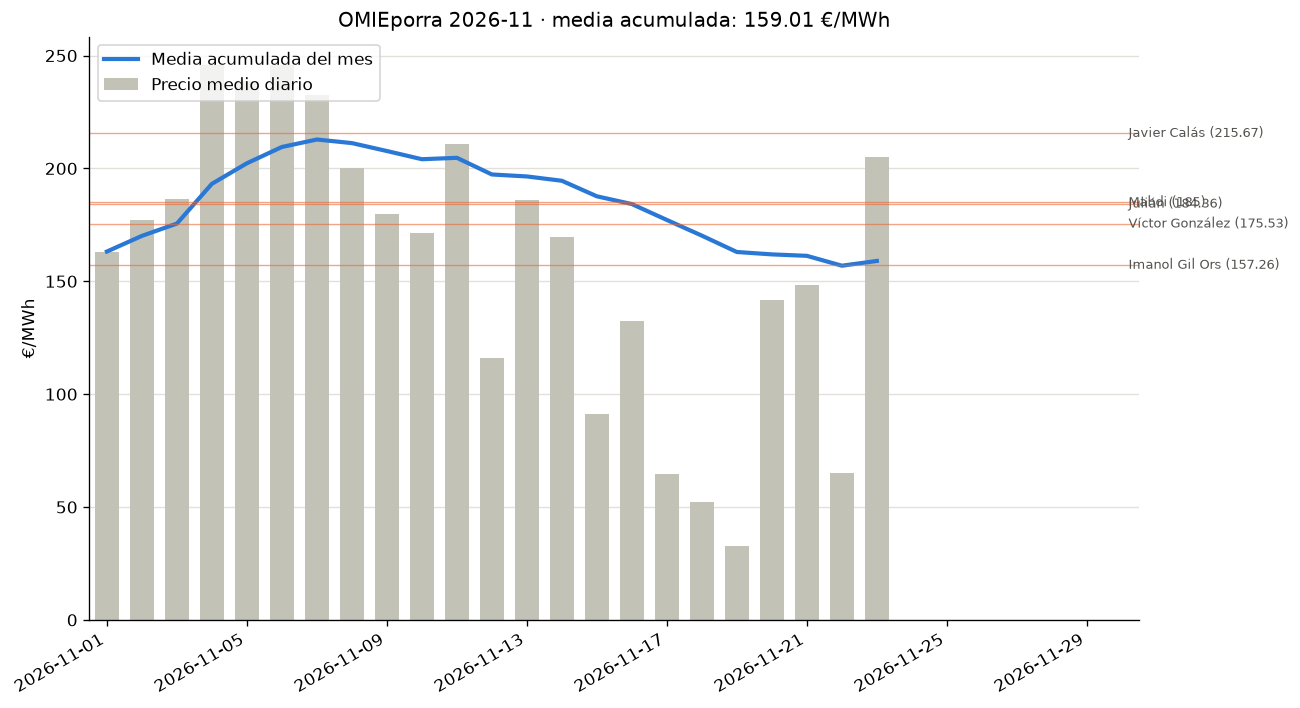 OMIEporra 2026-11 · media acumulada: 159.01 €/MWh
Media acumulada del mes
Precio medio diario
€/MWh
250
200
150
100
50
0
Javier Calás (215.67)
Víctor González (175.53)
Imanol Gil Ors (157.26)
2026-11-01
2026-11-05
2026-11-09
2026-11-13
2026-11-17
2026-11-21
2026-11-25
2026-11-29